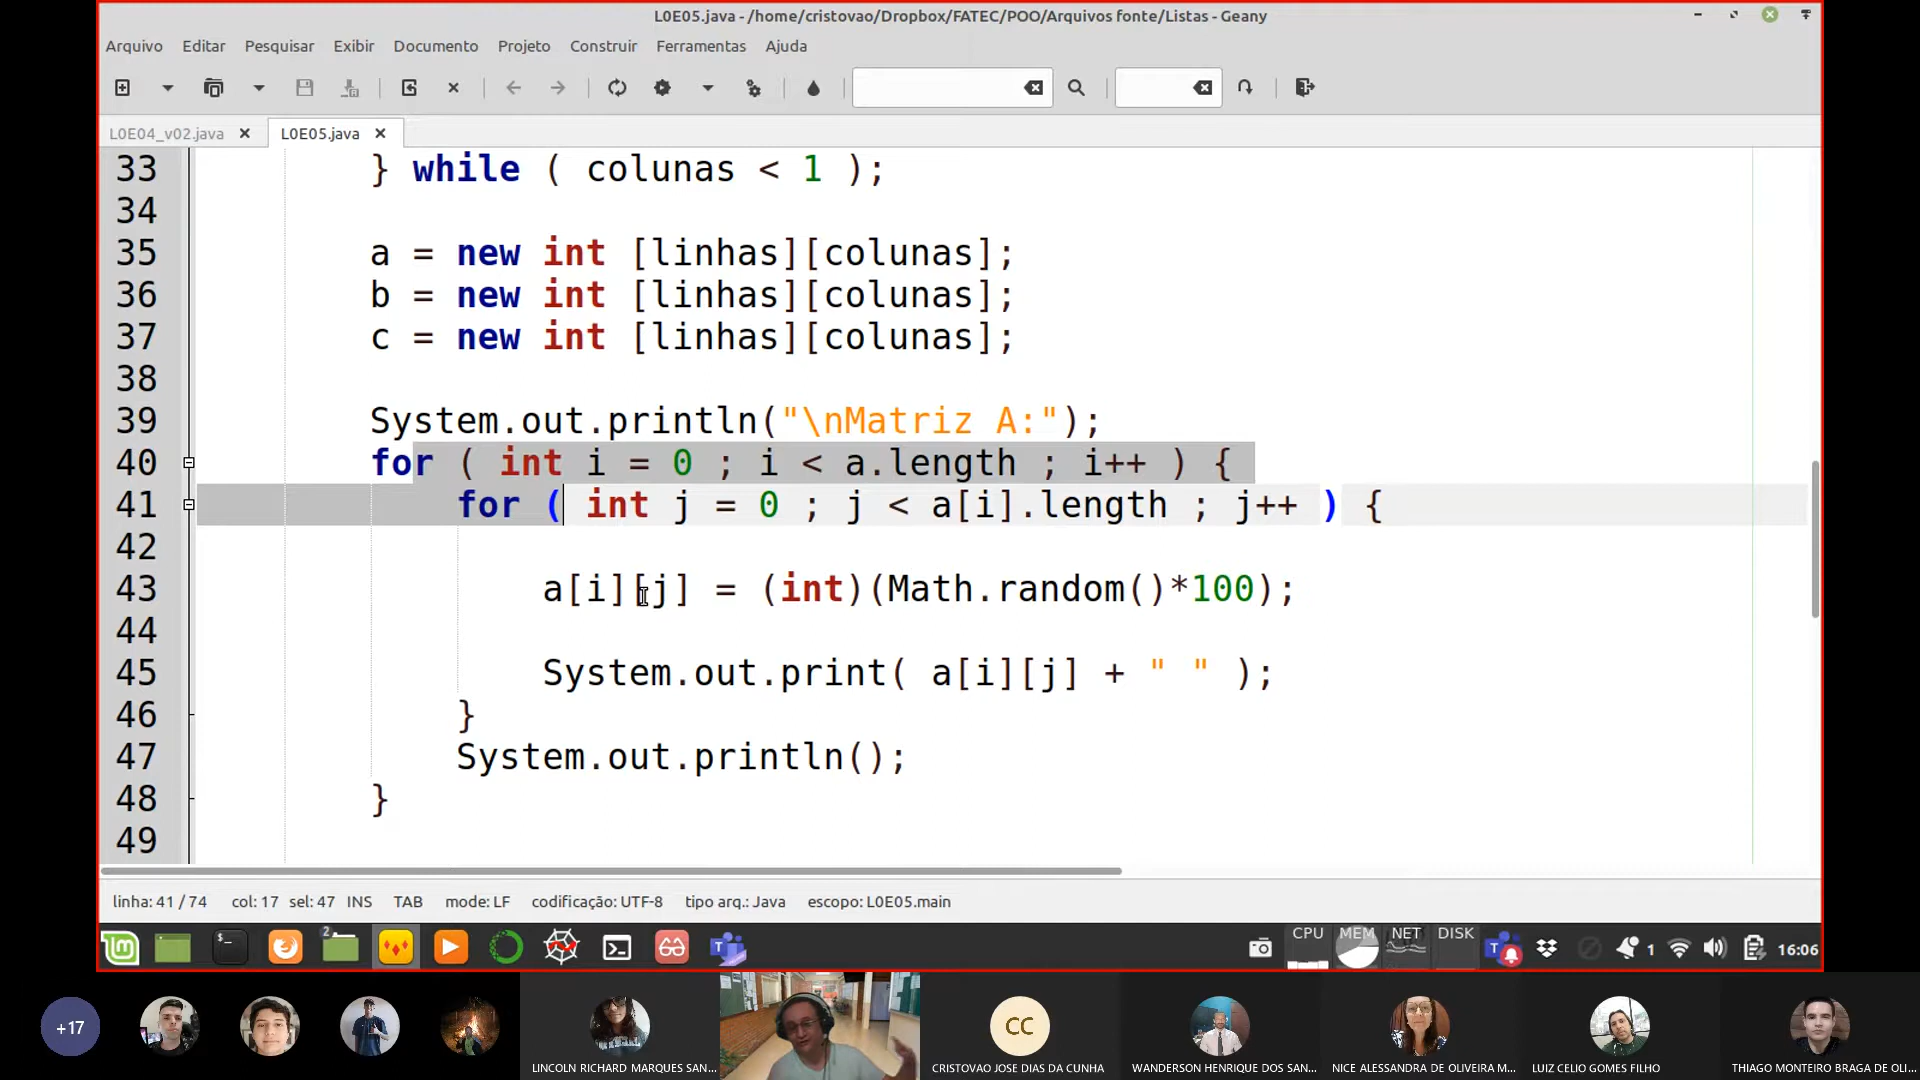 L0E05.java - /home/cristovao/Dropbox/FATEC/POO/Arquivos fonte/Listas - Geany
Arquivo Editar Pesquisar Exibir Documento Projeto Construir Ferramentas Ajuda
L0E04_v02.java L0E05.java
33 } while ( colunas < 1 );
34
35 a = new int [linhas][colunas];
36 b = new int [linhas][colunas];
37 c = new int [linhas][colunas];
38
39 System.out.println("\nMatriz A:");
40 for ( int i = 0 ; i < a.length ; i++ ) {
41 for ( int j = 0 ; j < a[i].length ; j++ ) {
42
43 a[i][j] = (int)(Math.random()*100);
44
45 System.out.print( a[i][j] + " " );
46 }
47 System.out.println();
48 }
49
linha: 41 / 74 col: 17 sel: 47 INS TAB mode: LF codificação: UTF-8 tipo arq.: Java escopo: L0E05.main
2 CPU MEM NET DISK 1 16:06
+17 CC
LINCOLN RICHARD MARQUES SAN... CRISTOVAO JOSE DIAS DA CUNHA WANDERSON HENRIQUE DOS SAN... NICE ALESSANDRA DE OLIVEIRA M... LUIZ CELIO GOMES FILHO THIAGO MONTEIRO BRAGA DE OLI...